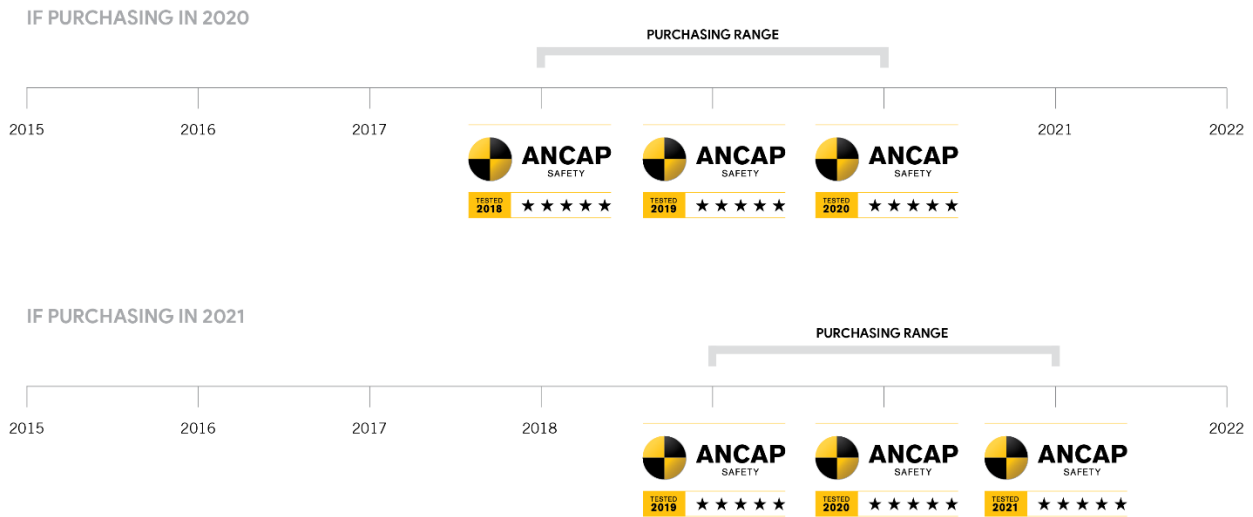 IF PURCHASING IN 2020
PURCHASING RANGE
2015 2016 2017 2021 2022
ANCAP ANCAP ANCAP
SAFETY SAFETY SAFETY
TESTED TESTED TESTED
2018 2019 2020
IF PURCHASING IN 2021
PURCHASING RANGE
2015 2016 2017 2018 2022
ANCAP ANCAP ANCAP
SAFETY SAFETY SAFETY
TESTED TESTED TESTED
2019 2020 2021